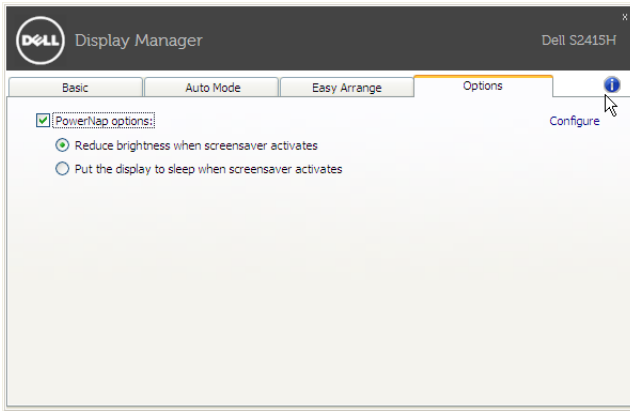 x
DELL Display Manager Dell S2415H
Basic Auto Mode Easy Arrange Options i
PowerNap options: Configure
Reduce brightness when screensaver activates
Put the display to sleep when screensaver activates